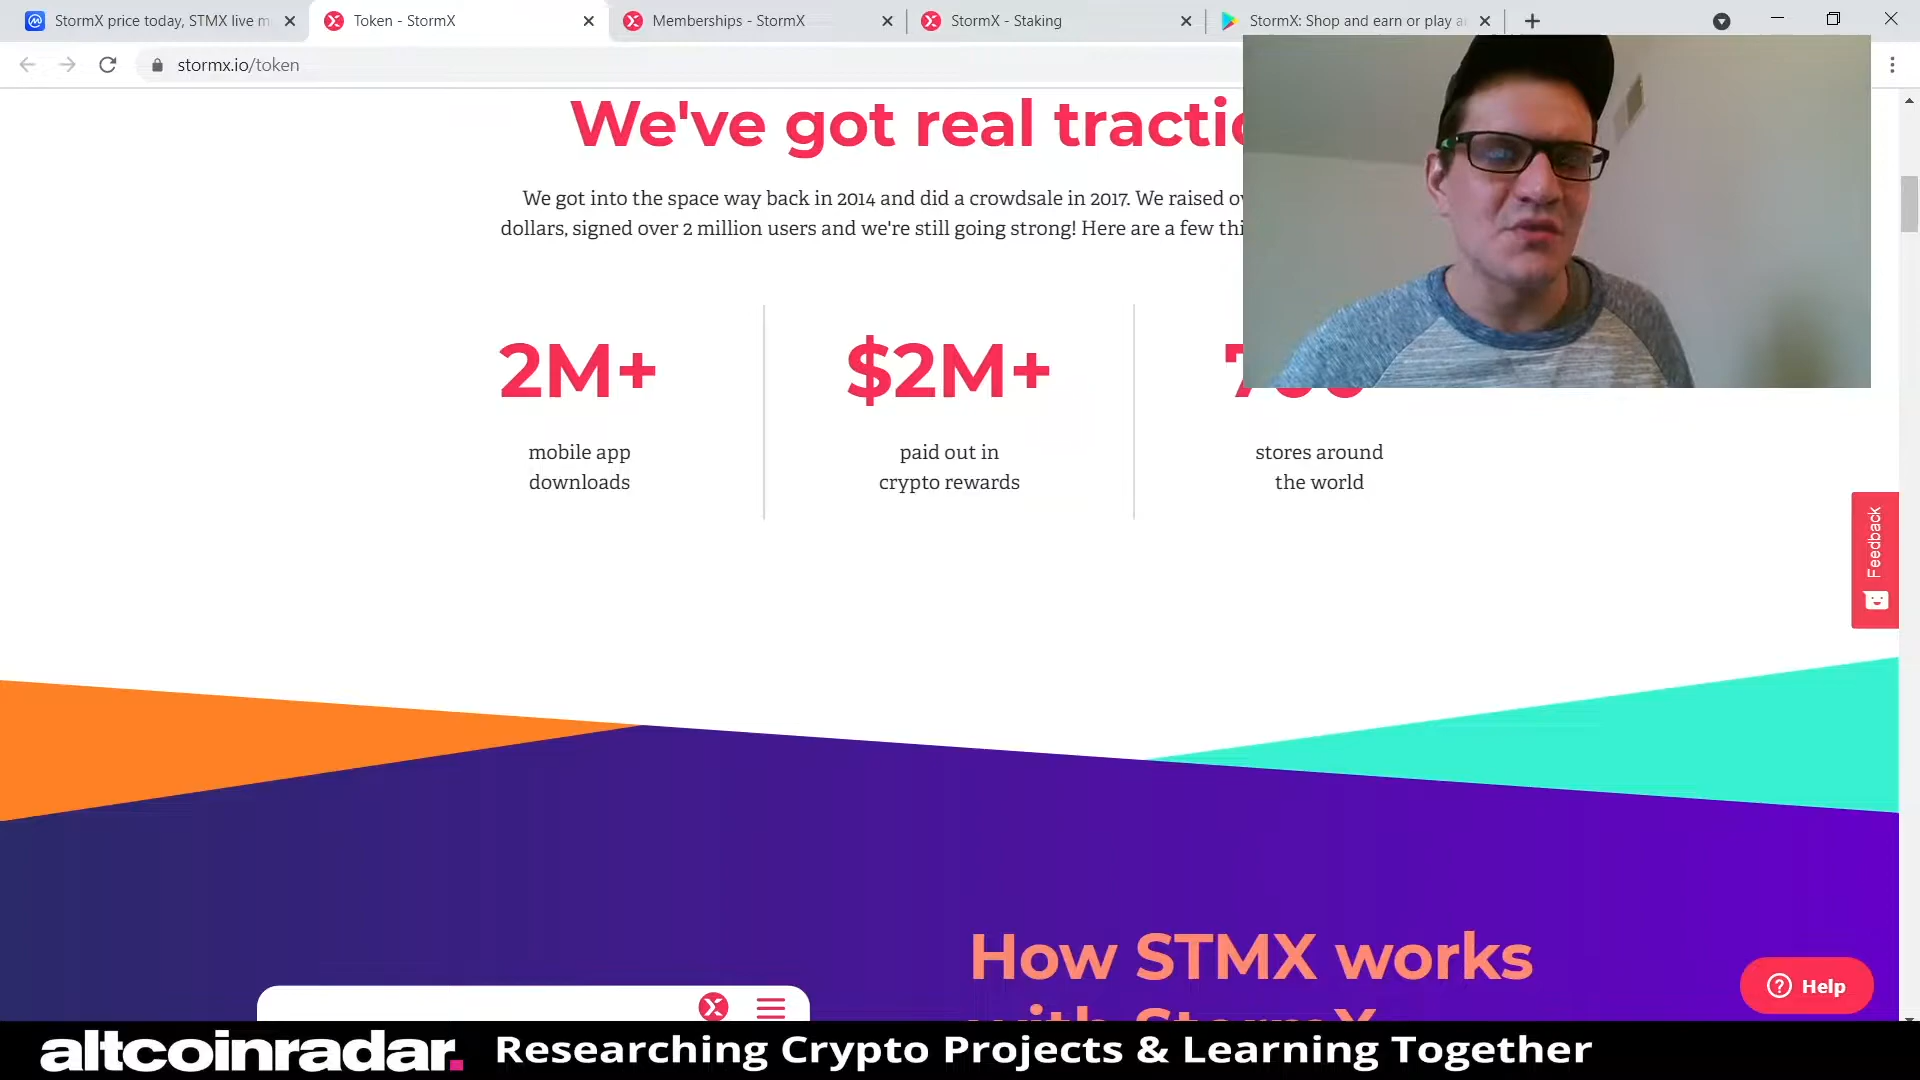 StormX price today, STMX live m
Token - StormX
Memberships - StormX
StormX - Staking
StormX: Shop and earn or play a
stormx.io/token
We've got real
We got into the space way back in 2014 and did a crowdsale in 2017. We raised
dollars, signed over 2 million users and we're still going strong! Here are a few
2M+
$2M+
mobile app
downloads
paid out in
crypto rewards
stores around
the world
Feedback
How STMX works
with StormX
Help
altcoinradar.
Researching Crypto Projects & Learning Together